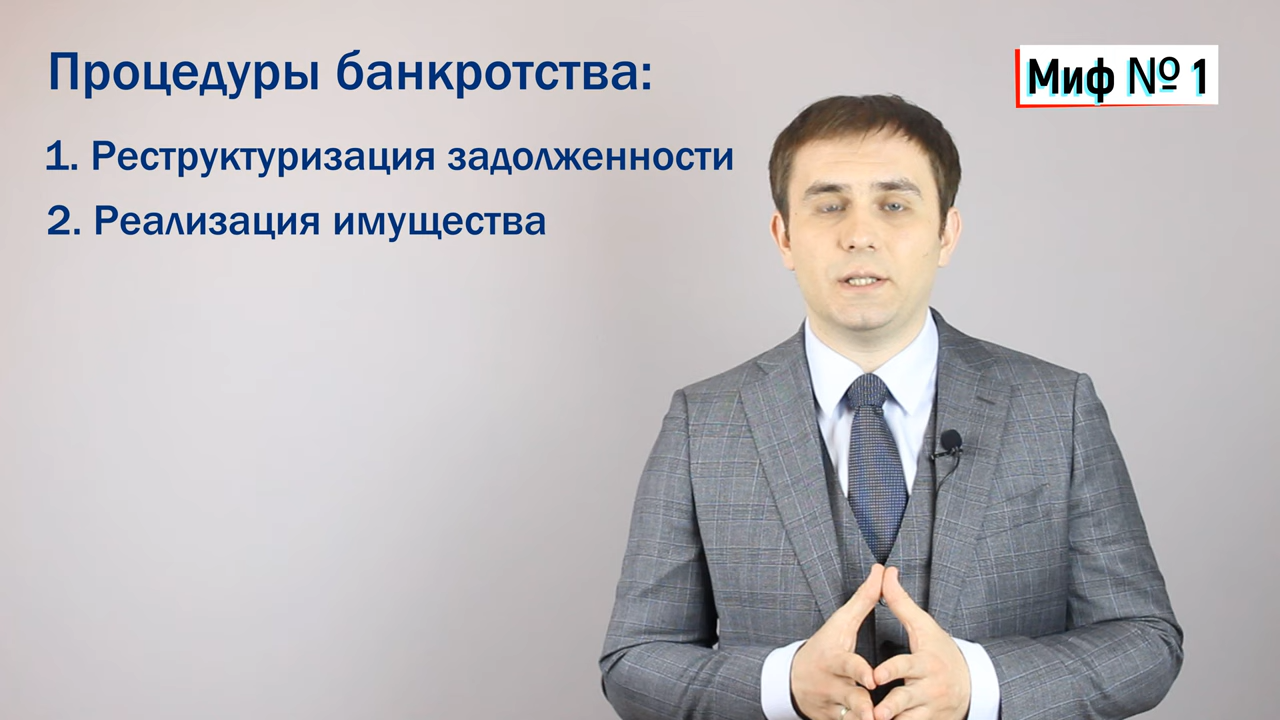 Процедуры банкротства:
Миф № 1
1. Реструктуризация задолженности
2. Реализация имущества